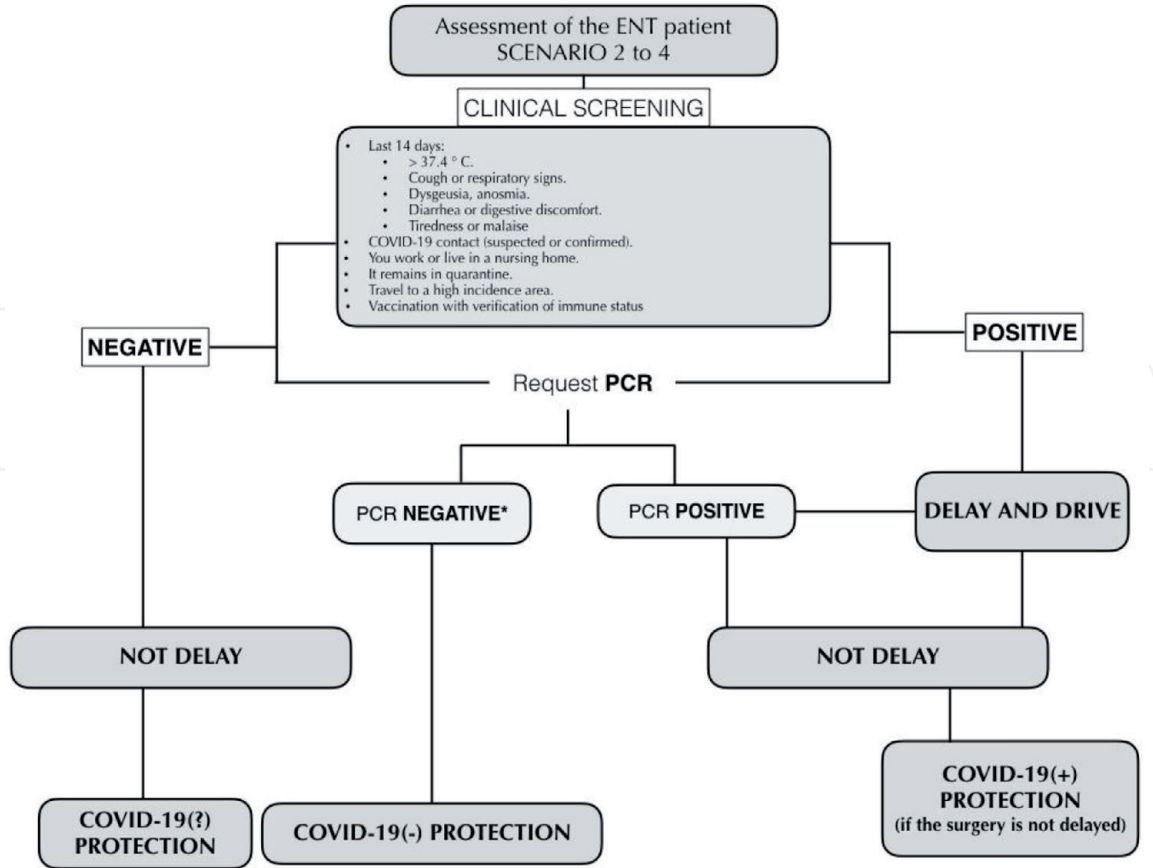 Assessment of the ENT patient
SCENARIO 2 to 4
CLINICAL SCREENING
• Last 14 days:
• > 37.4 ° C.
• Cough or respiratory signs.
• Dysgeusia, anosmia.
• Diarrhea or digestive discomfort.
• Tiredness or malaise
• COVID-19 contact (suspected or confirmed).
• You work or live in a nursing home.
• It remains in quarantine.
• Travel to a high incidence area.
• Vaccination with verification of immune status
NEGATIVE
POSITIVE
Request PCR
PCR NEGATIVE*
PCR POSITIVE
DELAY AND DRIVE
NOT DELAY
NOT DELAY
COVID-19(?)
PROTECTION
COVID-19(-) PROTECTION
COVID-19(+)
PROTECTION
(if the surgery is not delayed)